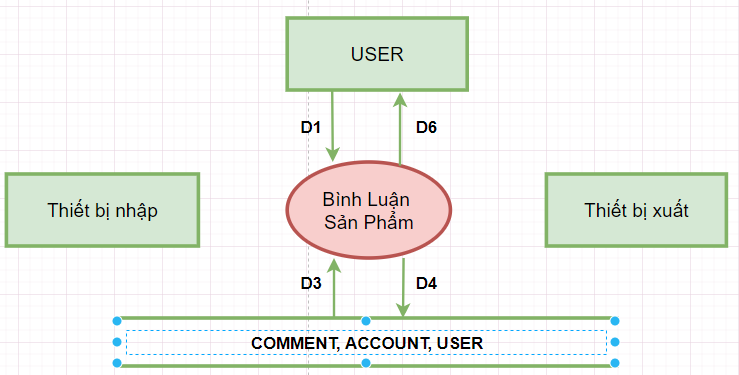 USER
D1
D6
Thiết bị nhập
Bình Luận
Sản Phẩm
Thiết bị xuất
D3
D4
COMMENT, ACCOUNT, USER